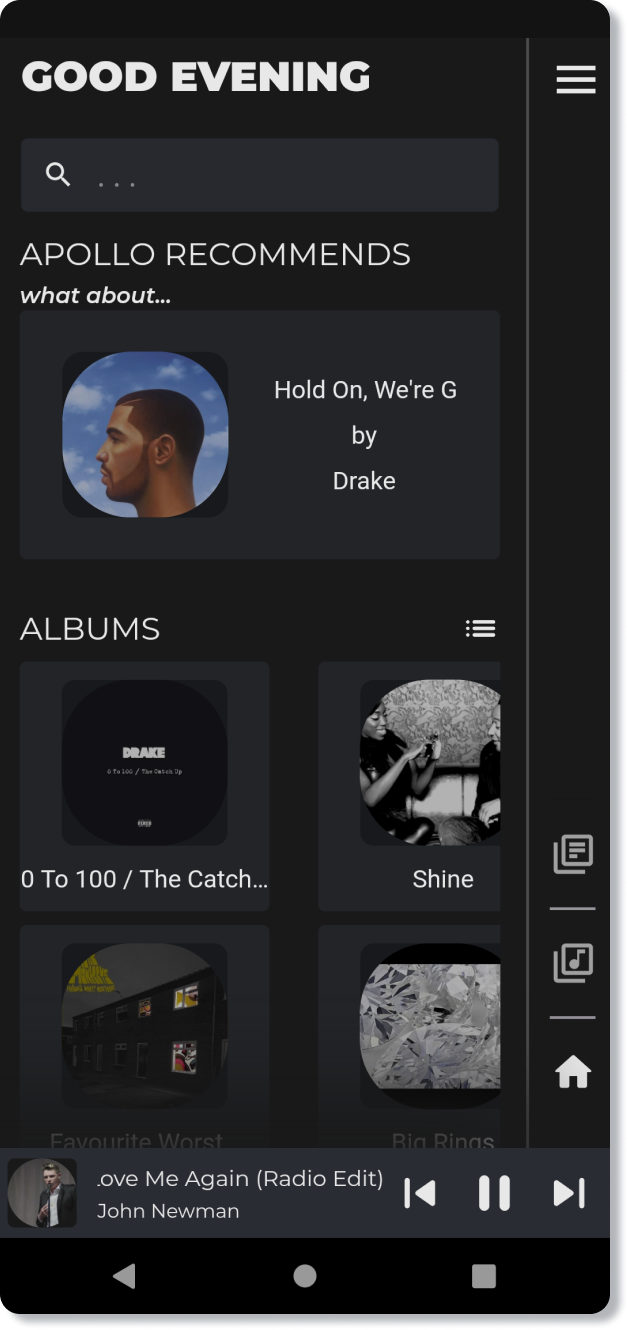 GOOD EVENING
...
APOLLO RECOMMENDS
what about...
Hold On, We're G
by
Drake
ALBUMS
DRAKE
0 To 100 / The Catch Up
0 To 100 / The Catch...
Shine
Favourite Worst
Big Rings
ove Me Again (Radio Edit)
John Newman